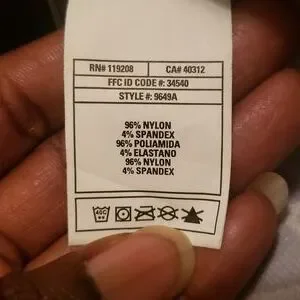 RN# 119208 CA# 40312
FFC ID CODE #: 34540
STYLE #: 9649A
96% NYLON
4% SPANDEX
96% POLIAMIDA
4% ELASTANO
96% NYLON
4% SPANDEX
40C